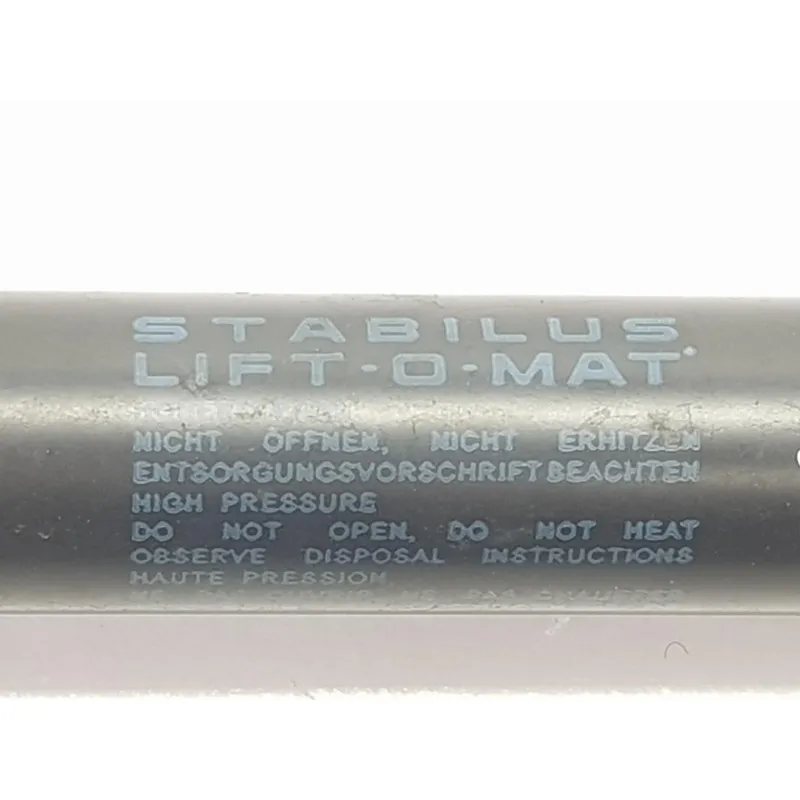 STABILUS
LIFT-O-MAT
NICHT ÖFFNEN, NICHT ERHITZEN
ENTSORGUNGSVORSCHRIFT BEACHTEN
HIGH PRESSURE
DO NOT OPEN, DO NOT HEAT
OBSERVE DISPOSAL INSTRUCTIONS
HAUTE PRESSION